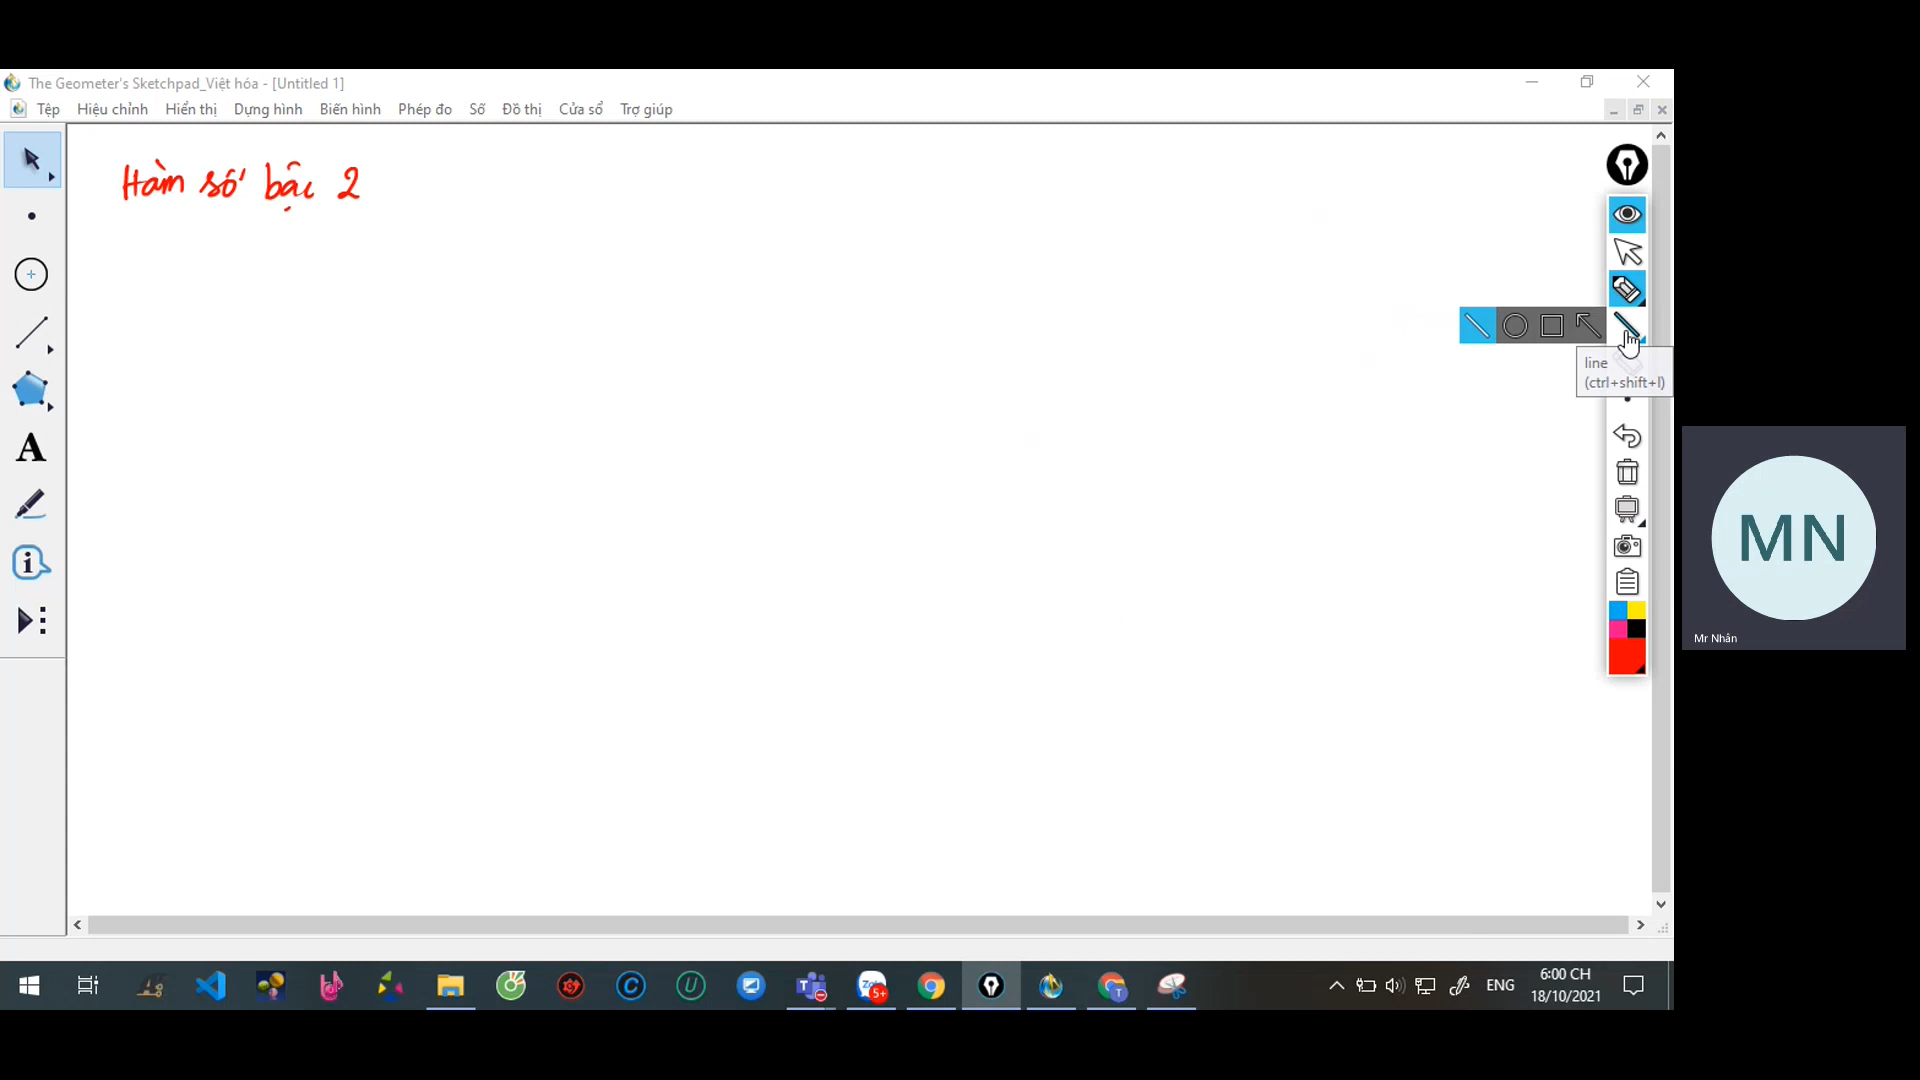 The Geometer's Sketchpad_Việt hóa - [Untitled 1]
Tệp Hiệu chỉnh Hiển thị Dựng hình Biến hình Phép đo Số Đồ thị Cửa sổ Trợ giúp
Hàm số bậc 2
line
(ctrl+shift+l)
A
MN
Mr Nhân
5+
T
ENG
6:00 CH
18/10/2021